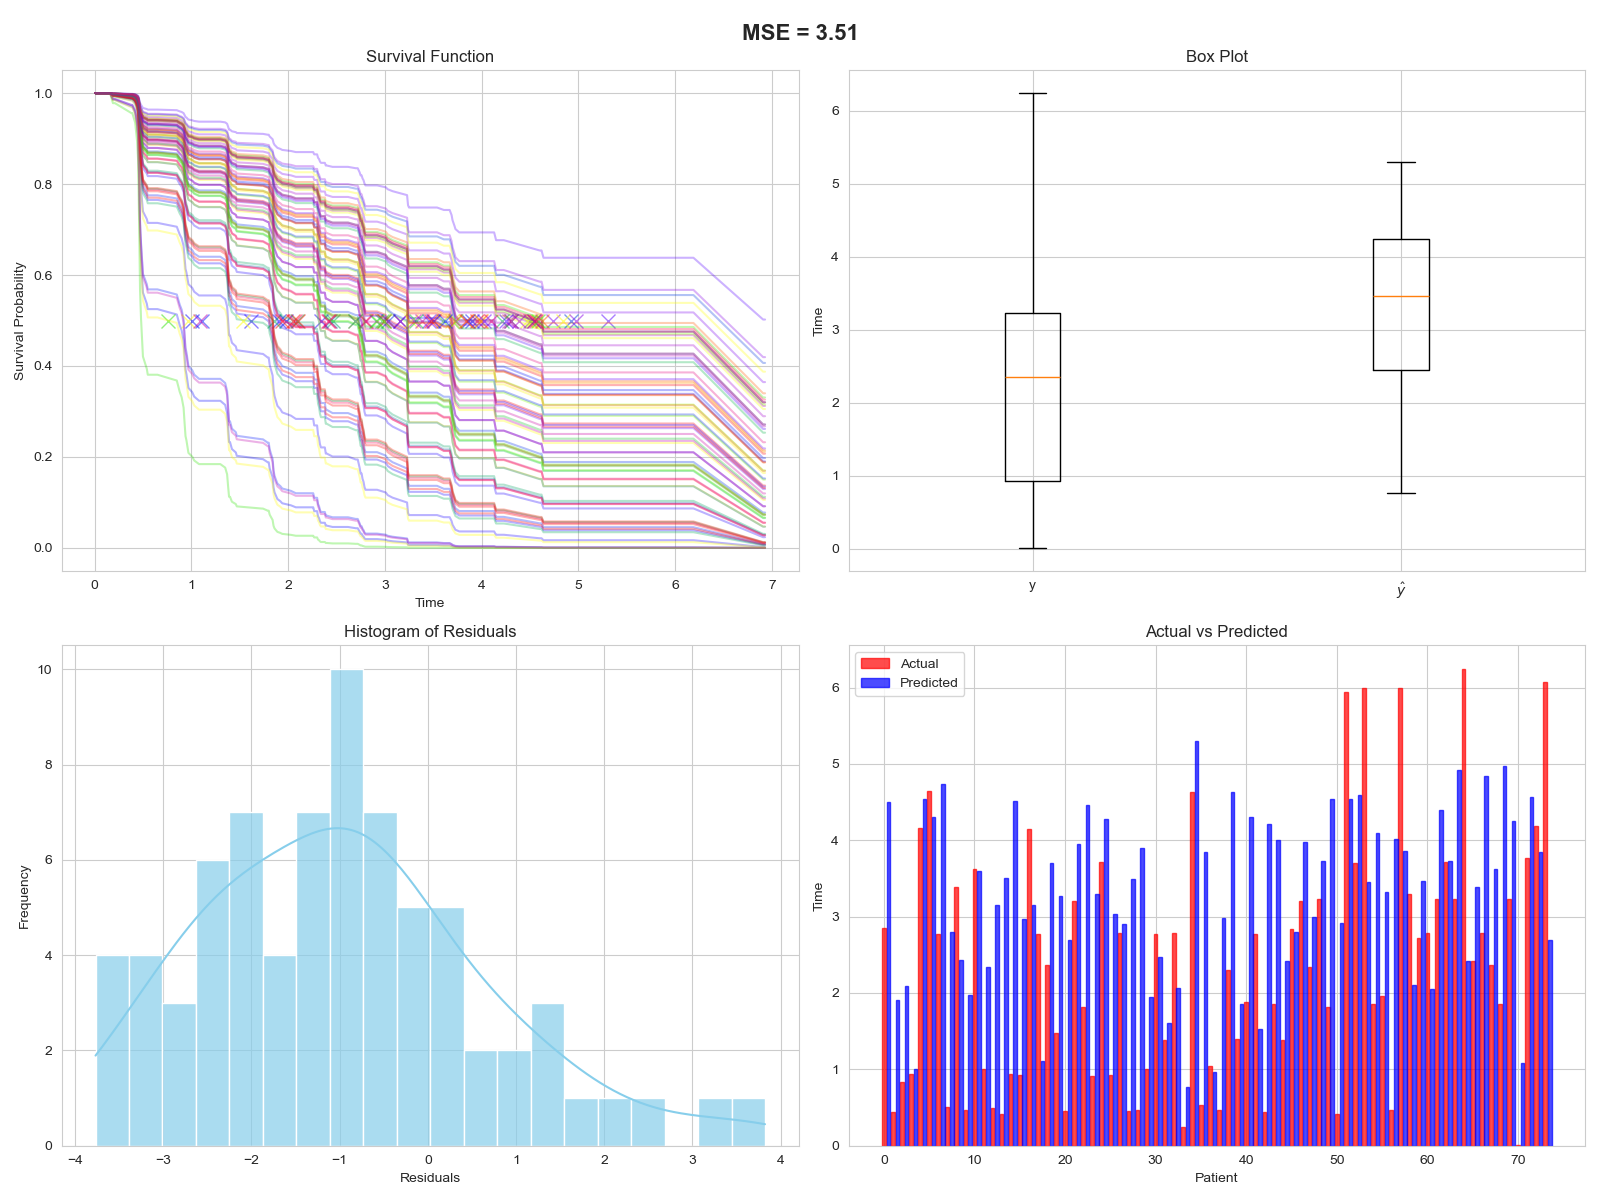 MSE = 3.51
Survival Function
Survival Probability
1.0
0.8
0.6
0.4
0.2
0.0
0 1 2 3 4 5 6 7
Time
Box Plot
Time
6
5
4
3
2
1
0
y ŷ
Histogram of Residuals
Frequency
10
8
6
4
2
0
−4 −3 −2 −1 0 1 2 3 4
Residuals
Actual vs Predicted
Actual
Predicted
Time
6
5
4
3
2
1
0
0 10 20 30 40 50 60 70
Patient